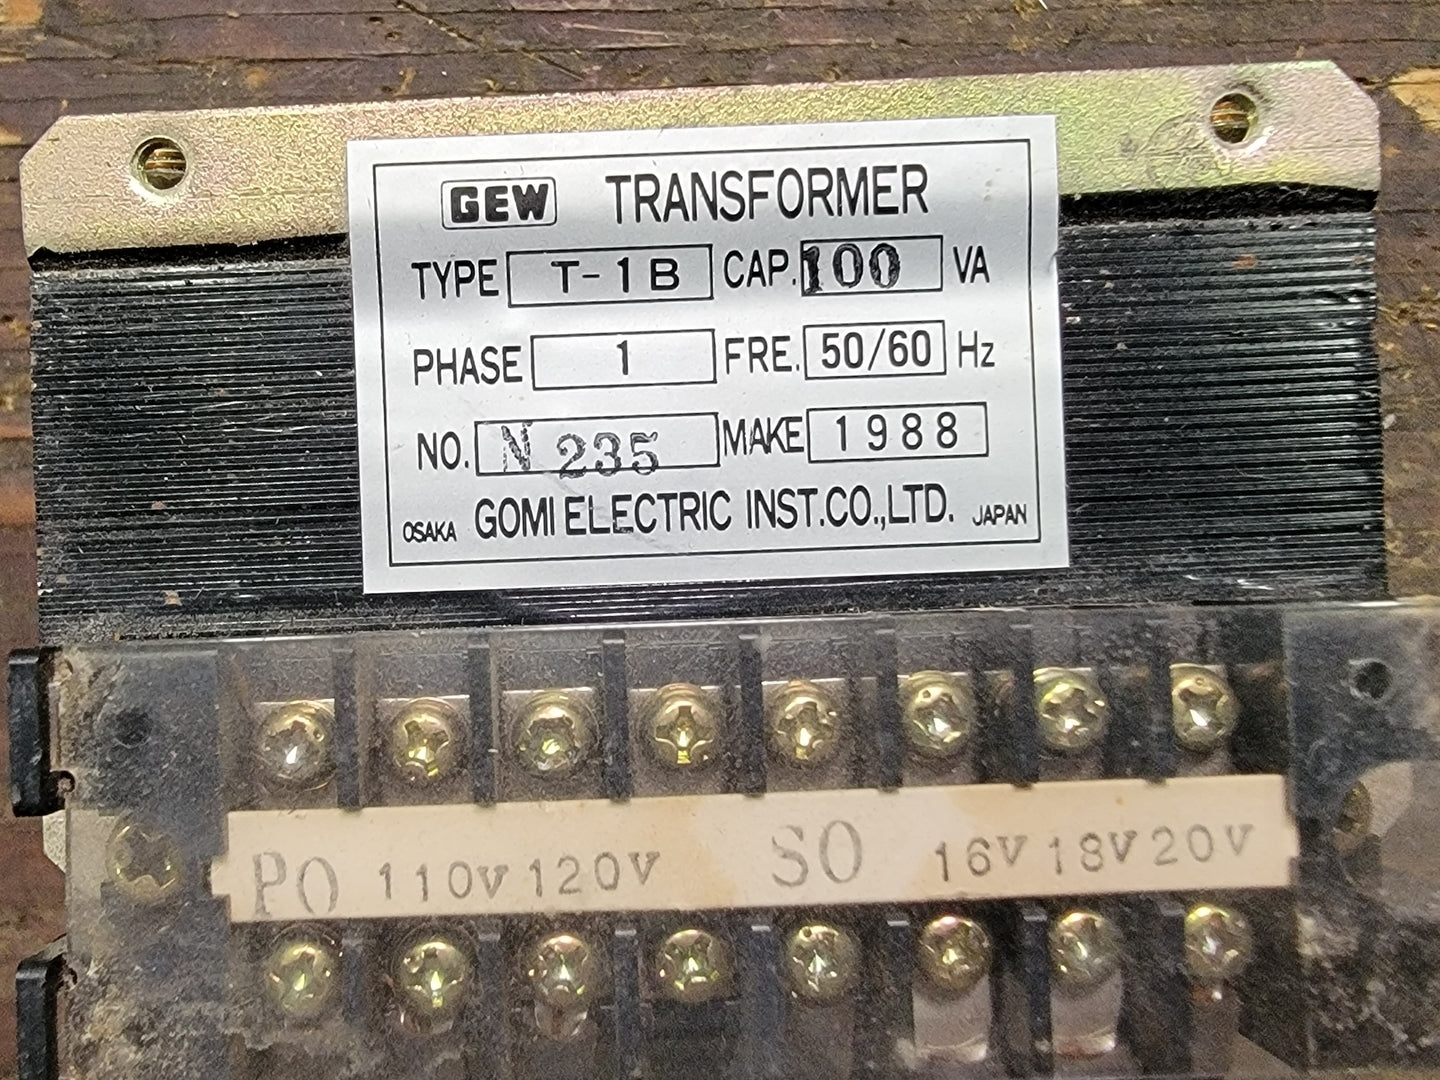 GEW TRANSFORMER
TYPE T-1B CAP. 100 VA
PHASE 1 FRE. 50/60 Hz
NO. N 235 MAKE 1988
OSAKA GOMI ELECTRIC INST.CO.,LTD. JAPAN
PO 110V 120V SO 16V 18V 20V